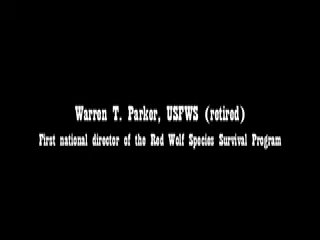 Warren T. Parker, USFWS (retired)
First national director of the Red Wolf Species Survival Program